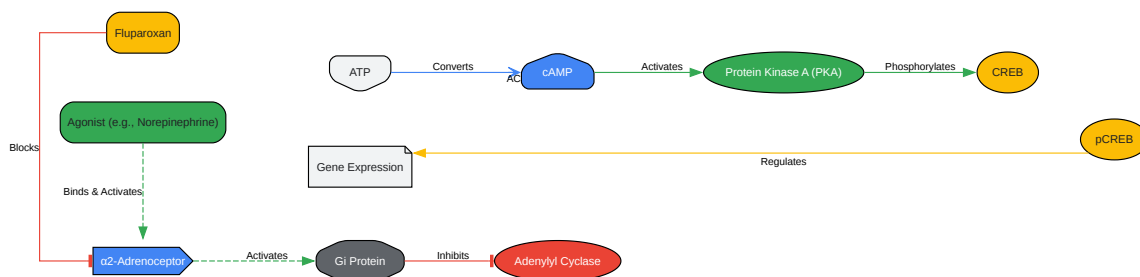 Fluparoxan
ATP
Converts
AC
cAMP
Activates
Protein Kinase A (PKA)
Phosphorylates
CREB
Agonist (e.g., Norepinephrine)
pCREB
Blocks
Gene Expression
Regulates
Binds & Activates
α2-Adrenoceptor
Activates
Gi Protein
Inhibits
Adenylyl Cyclase